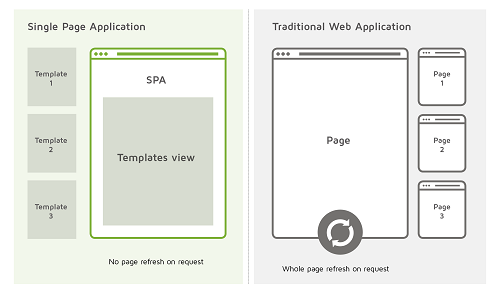 Single Page Application
Template
1
Template
2
Template
3
SPA
Templates view
No page refresh on request
Traditional Web Application
Page
Page
1
Page
2
Page
3
Whole page refresh on request